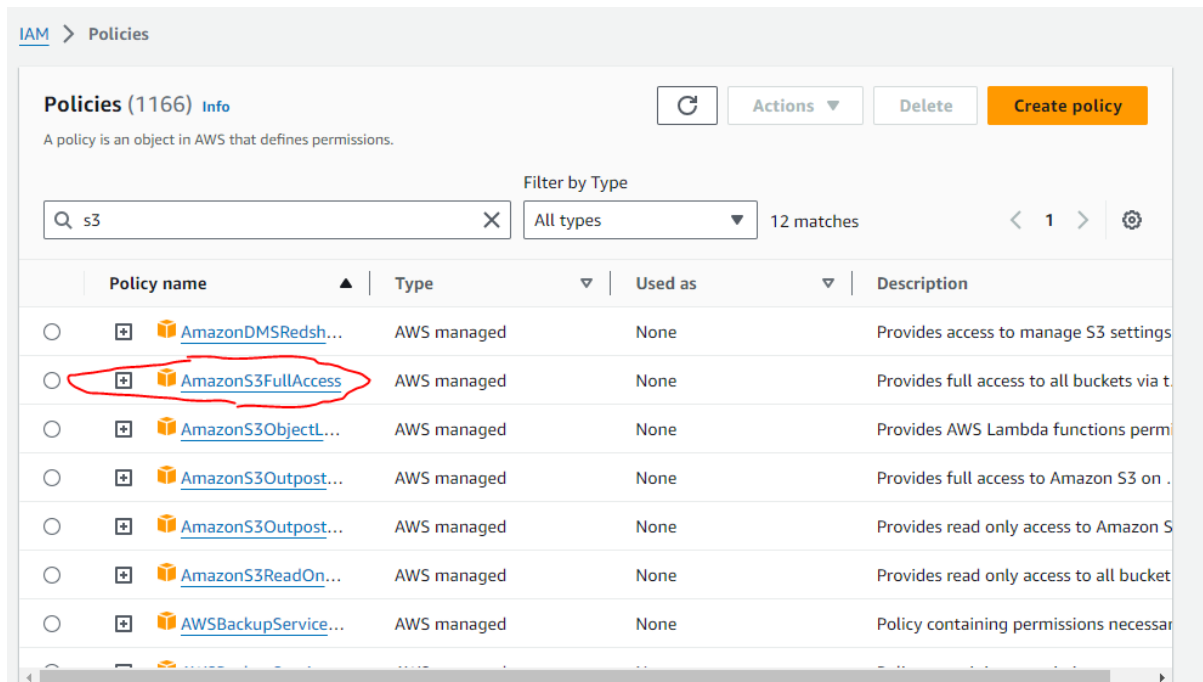 IAM > Policies
Policies (1166) Info
Actions
Delete
Create policy
A policy is an object in AWS that defines permissions.
Filter by Type
s3
All types
12 matches
1
Policy name Type Used as Description
AmazonDMSRedsh... AWS managed None Provides access to manage S3 settings
AmazonS3FullAccess AWS managed None Provides full access to all buckets via t.
AmazonS3ObjectL... AWS managed None Provides AWS Lambda functions permi
AmazonS3Outpost... AWS managed None Provides full access to Amazon S3 on .
AmazonS3Outpost... AWS managed None Provides read only access to Amazon S
AmazonS3ReadOn... AWS managed None Provides read only access to all bucket
AWSBackupService... AWS managed None Policy containing permissions necessar